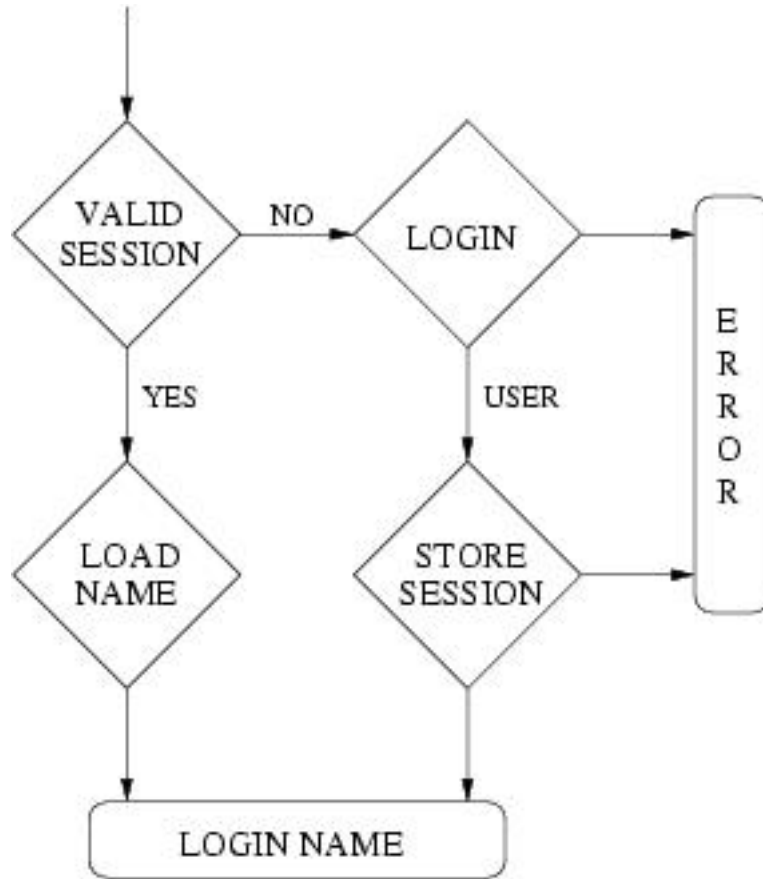 VALID
SESSION
NO
LOGIN
E
R
R
O
R
YES
USER
LOAD
NAME
STORE
SESSION
LOGIN NAME